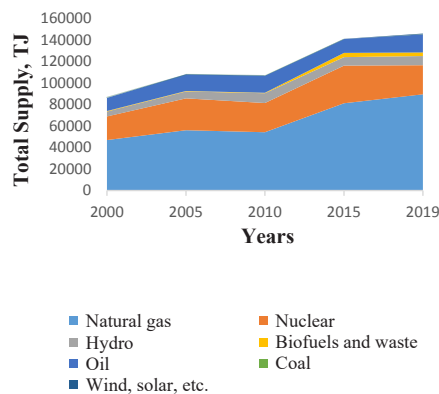 Total Supply, TJ
160000
140000
120000
100000
80000
60000
40000
20000
0
2000 2005 2010 2015 2019
Years
Natural gas Nuclear
Hydro Biofuels and waste
Oil Coal
Wind, solar, etc.